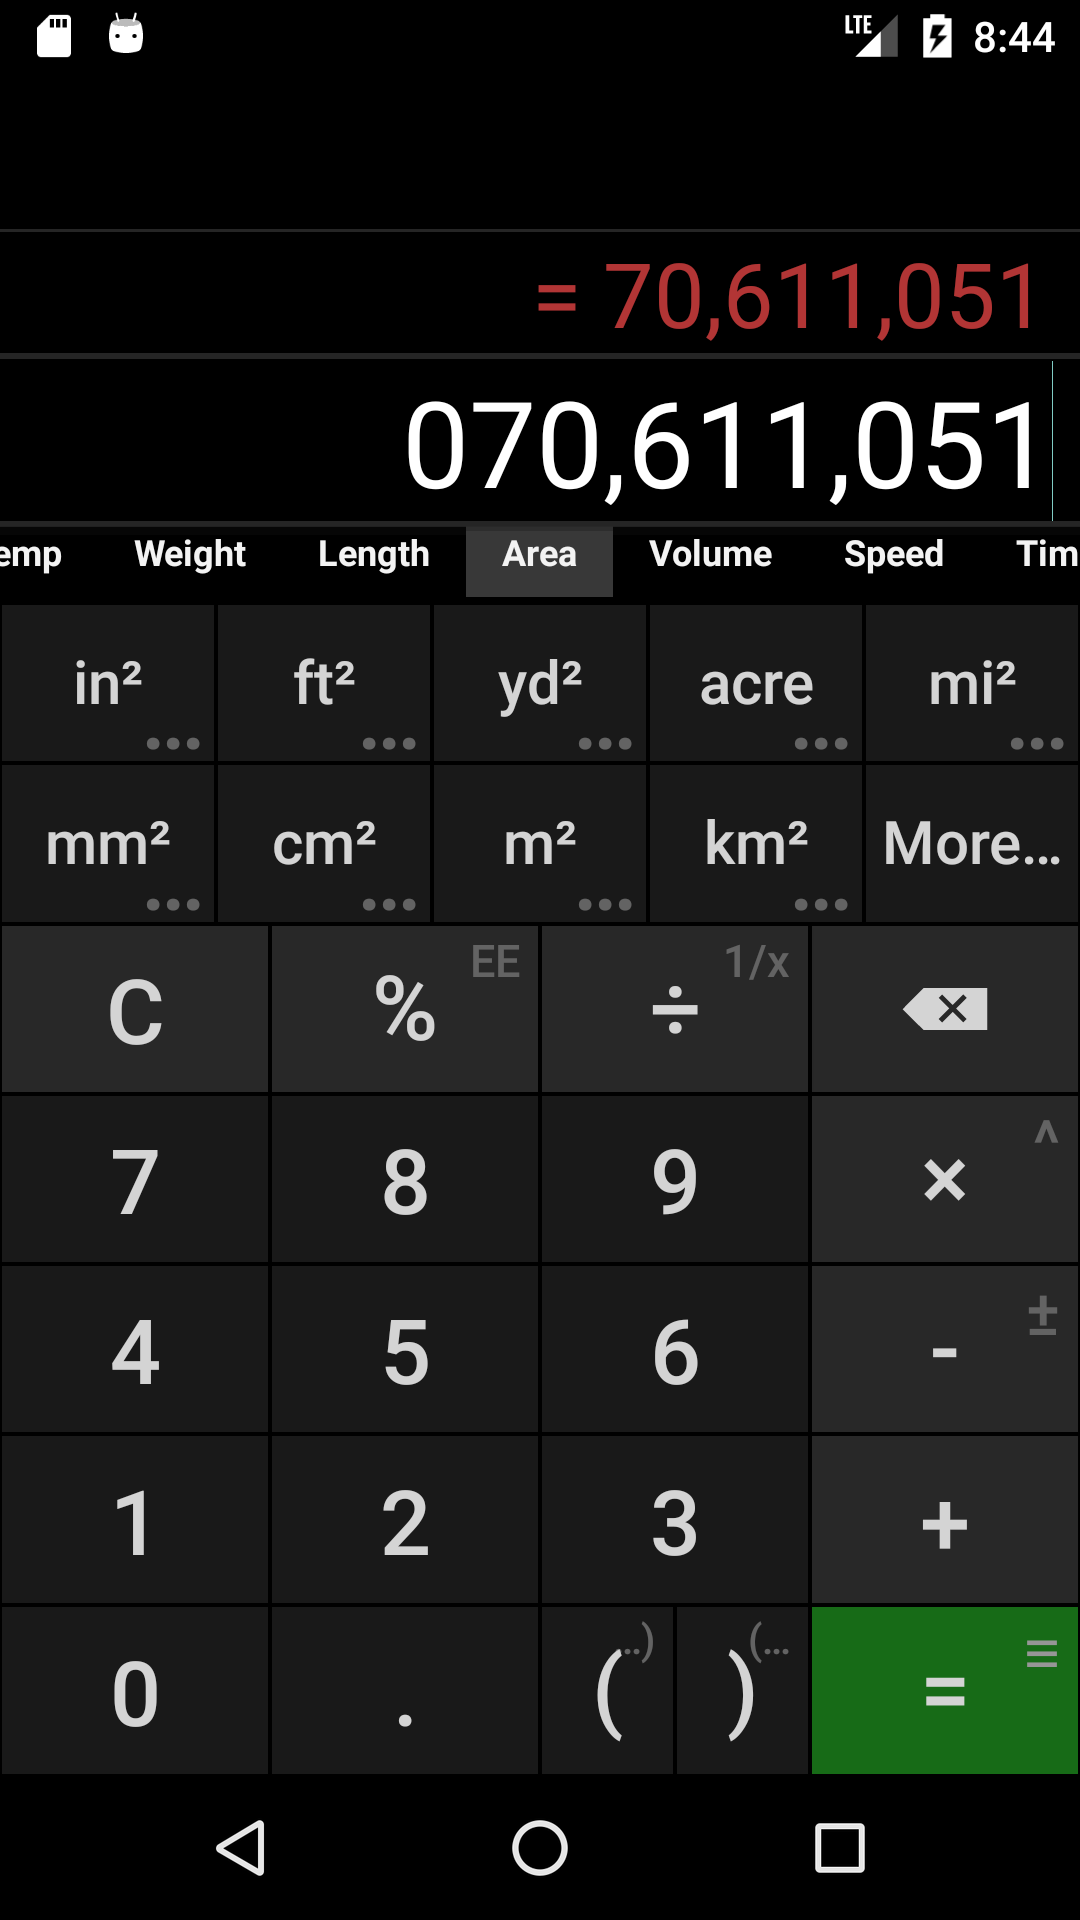 LTE 8:44
= 70,611,051
070,611,051
emp Weight Length Area Volume Speed Tim
in² ft² yd² acre mi²
mm² cm² m² km² More...
C % EE ÷ 1/x
7 8 9 × ^
4 5 6 - ±
1 2 3 +
0 . ( ..) ) (... =